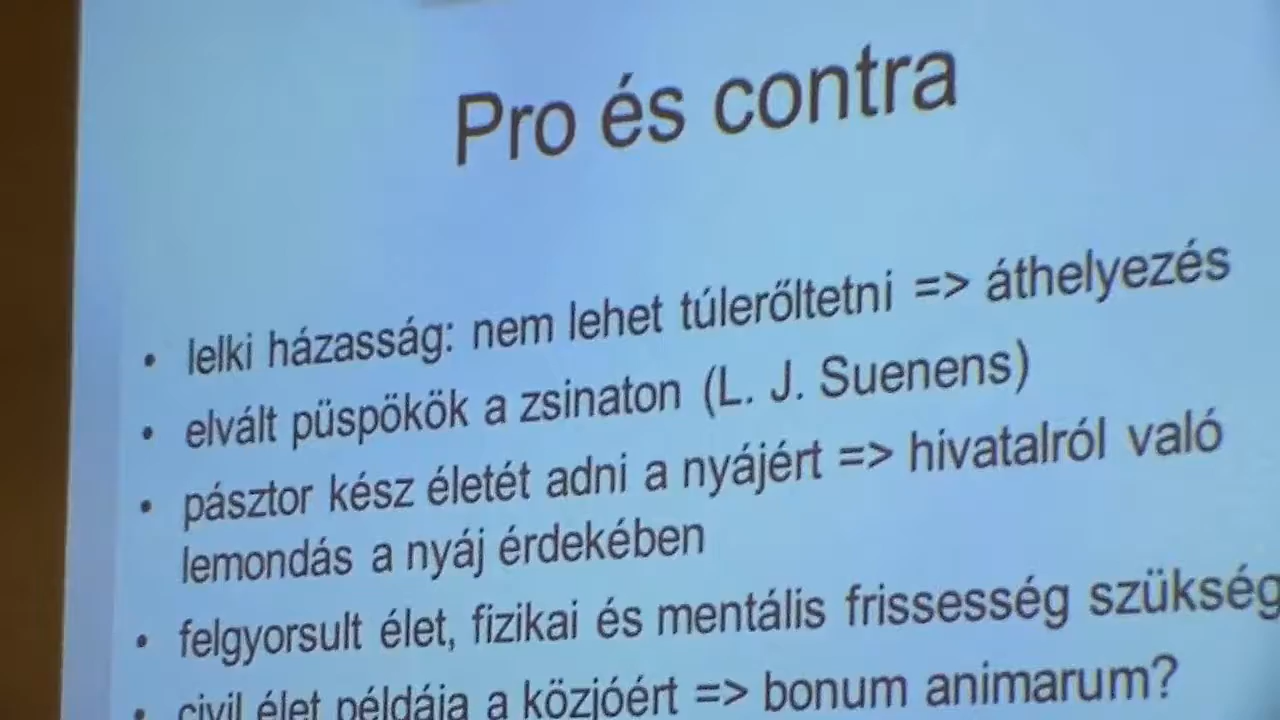 Pro és contra
• lelki házasság: nem lehet túlerőltetni => áthelyezés
• elvált püspökök a zsinaton (L. J. Suenens)
• pásztor kész életét adni a nyájért => hivatalról való
lemondás a nyáj érdekében
• felgyorsult élet, fizikai és mentális frissesség szükség
• civil élet példája a közjóért => bonum animarum?